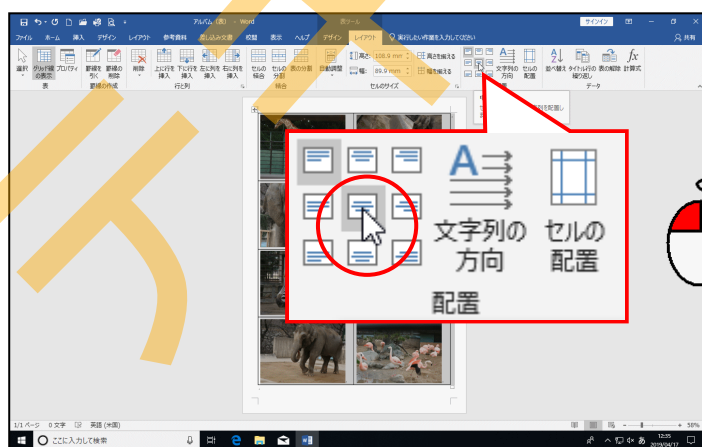 アルバム (表) - Word
表ツール
サインイン
ファイル ホーム 挿入 デザイン レイアウト 参考資料 差し込み文書 校閲 表示 ヘルプ デザイン レイアウト 実行したい作業を入力してください 共有
選択 グリッド線の表示 プロパティ 罫線を引く 罫線の削除 削除 上に行を挿入 下に行を挿入 左に列を挿入 右に列を挿入 セルの結合 セルの分割 表の分割 自動調整
高さ: 108.9 mm 高さを揃える
幅: 89.9 mm 幅を揃える
文字列の方向 セルの配置 並べ替え タイトル行の繰り返し 表の解除 計算式
表 罫線の作成 行と列 結合 セルのサイズ データ
文字列の方向
セルの配置
配置
1/1 ページ 0 文字 英語 (米国)
56%
ここに入力して検索
あ
12:35
2019/04/17